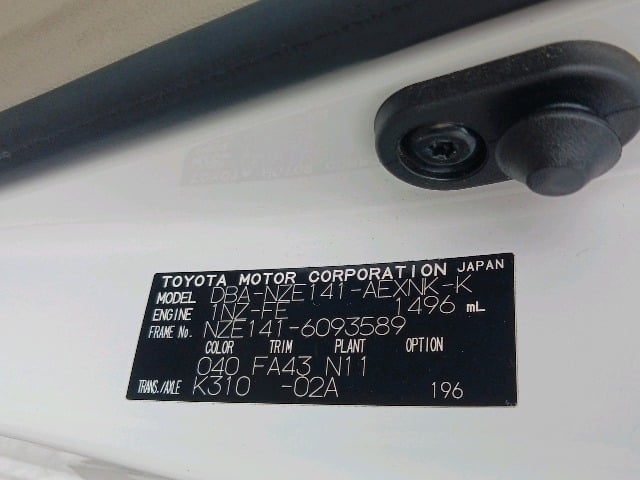 TOYOTA MOTOR CORPORATION JAPAN
MODEL DBA-NZE141-AEXNK-K
ENGINE 1NZ-FE 1496 mL
FRAME No. NZE141-6093589
COLOR TRIM PLANT OPTION
040 FA43 N11
TRANS./AXLE K310 -02A 196